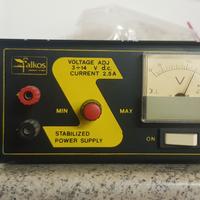 falkos
VOLTAGE ADJ
3÷14 V d.c.
CURRENT 2,5A
MIN
MAX
V
STABILIZED
POWER SUPPLY
ON